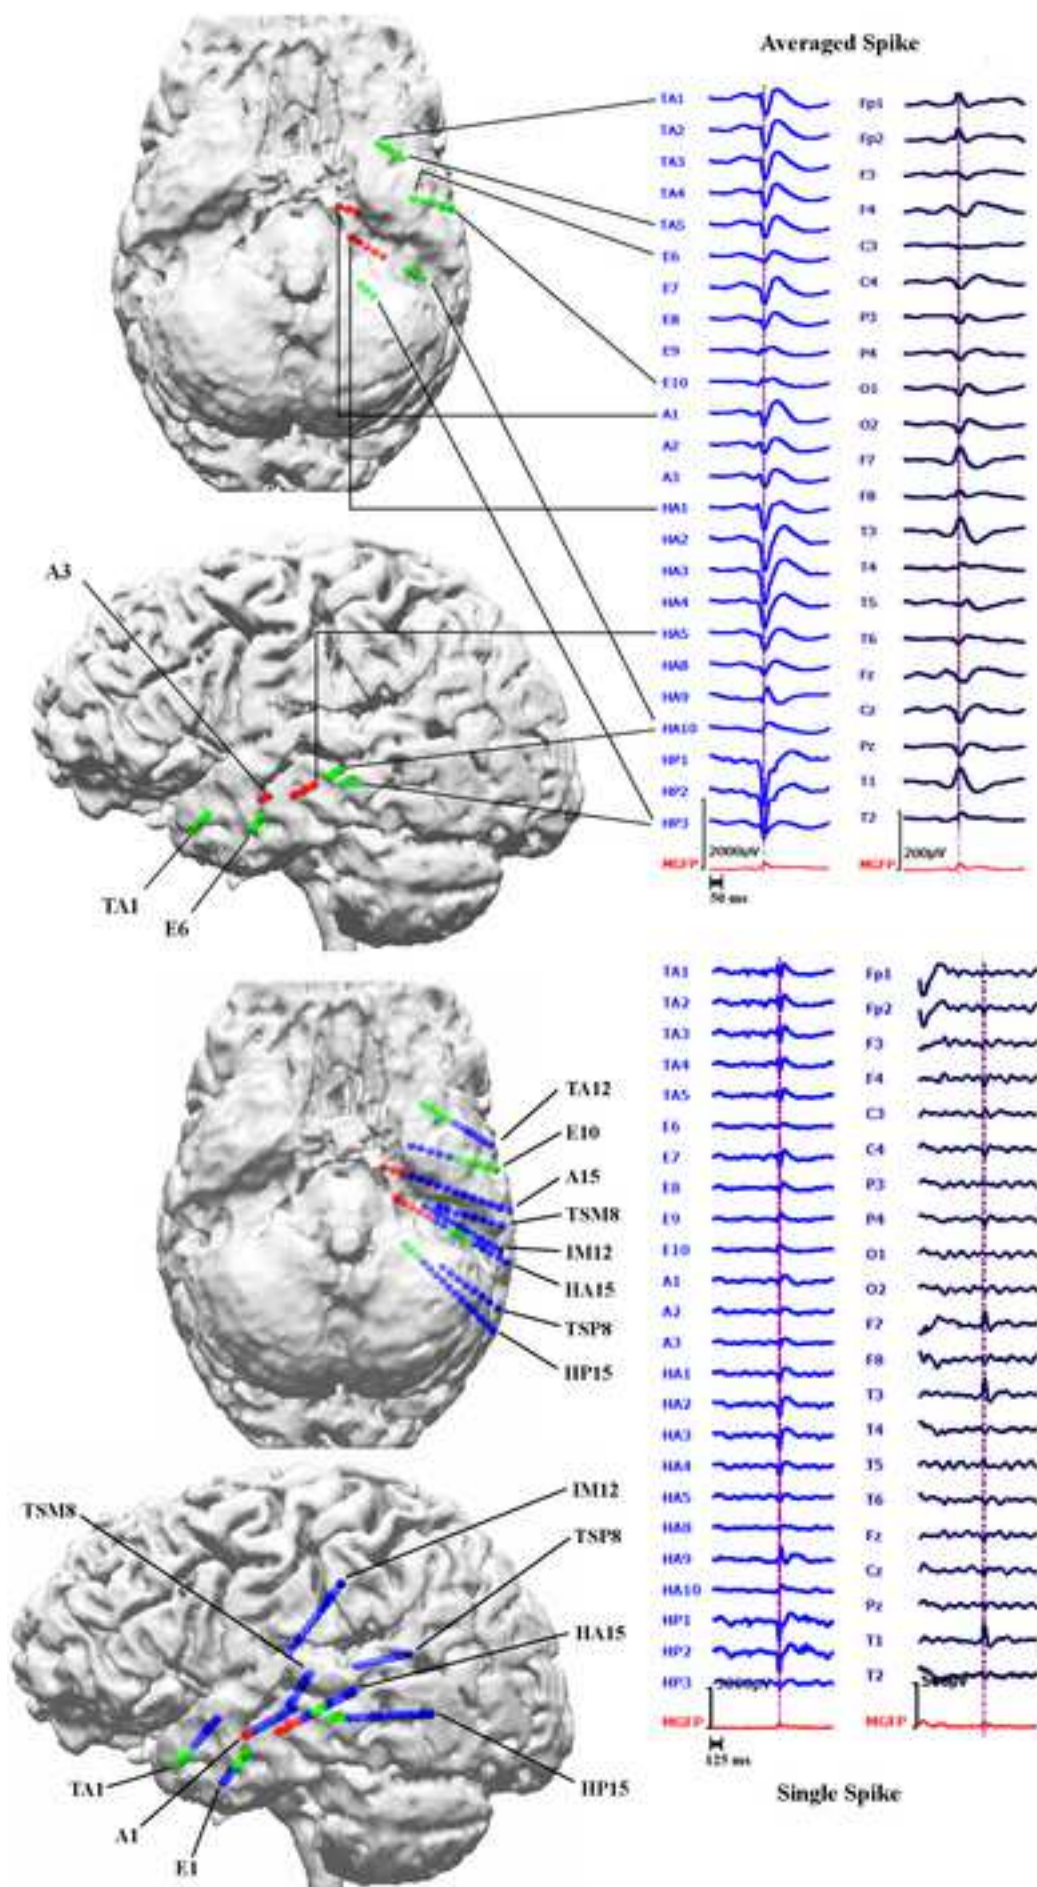 Averaged Spike
TA1
TA2
TA3
TA4
TA5
E6
E7
E8
E9
E10
A1
A2
A3
HA1
HA2
HA3
HA4
HA5
HA8
HA9
HA10
HP1
HP2
HP3
MGFP
2000µV
50 ms
Fp1
Fp2
F3
F4
C3
C4
P3
P4
O1
O2
F7
F8
T3
T4
T5
T6
Fz
Cz
Pz
T1
T2
MGFP
200µV
A3
TA1
E6
TA12
E10
A15
TSM8
IM12
HA15
TSP8
HP15
TSM8
IM12
TSP8
HA15
HP15
TA1
A1
E1
TA1
TA2
TA3
TA4
TA5
E6
E7
E8
E9
E10
A1
A2
A3
HA1
HA2
HA3
HA4
HA5
HA8
HA9
HA10
HP1
HP2
HP3
MGFP
125 ms
Fp1
Fp2
F3
F4
C3
C4
P3
P4
O1
O2
F7
F8
T3
T4
T5
T6
Fz
Cz
Pz
T1
T2
MGFP
Single Spike